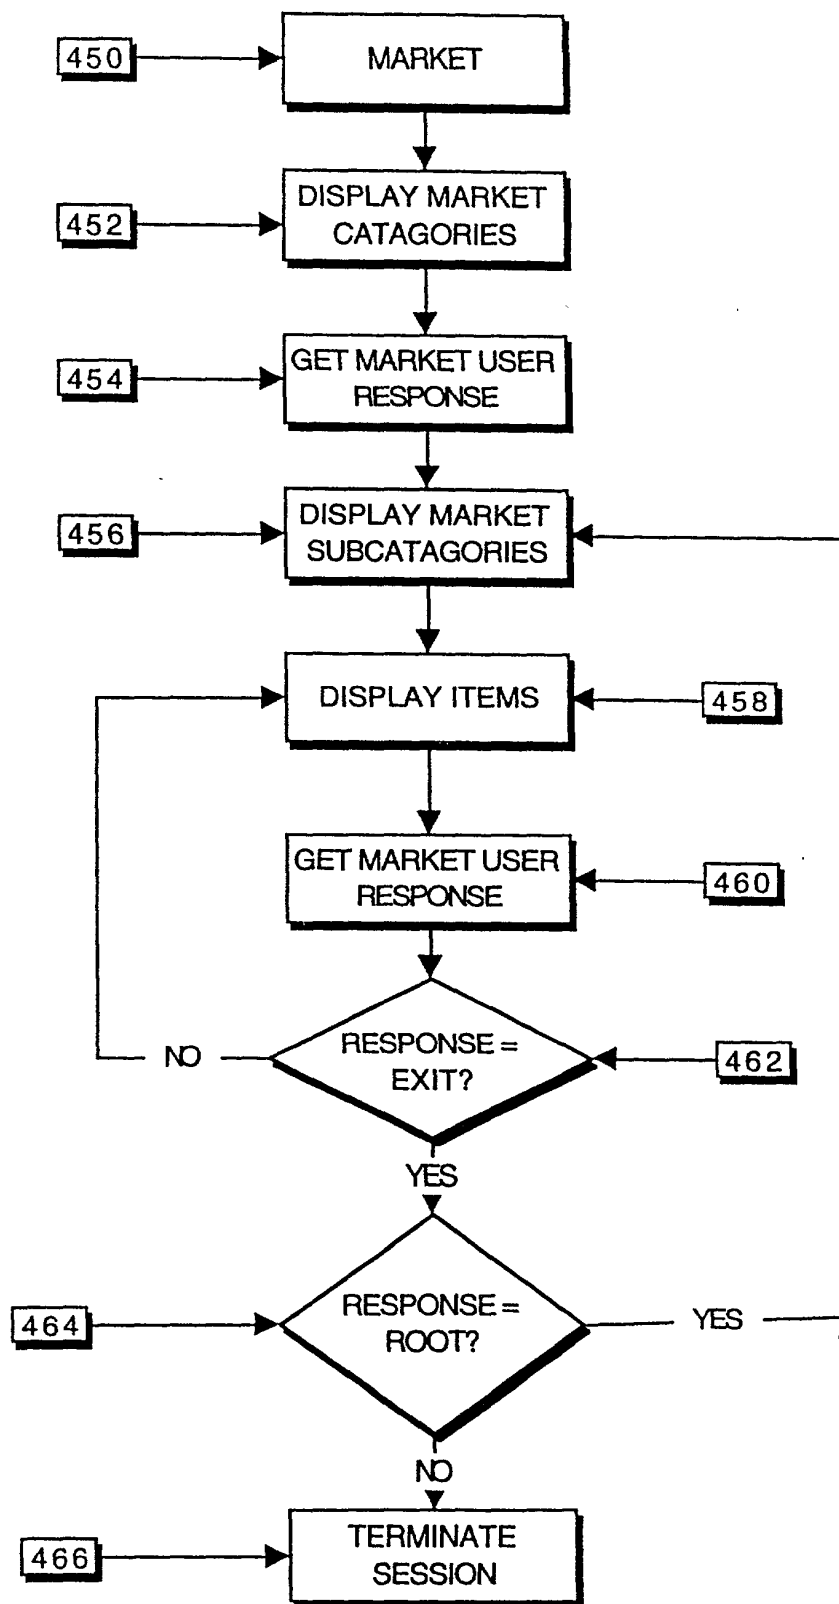 450
MARKET
452
DISPLAY MARKET
CATAGORIES
454
GET MARKET USER
RESPONSE
456
DISPLAY MARKET
SUBCATAGORIES
DISPLAY ITEMS
458
GET MARKET USER
RESPONSE
460
NO
RESPONSE =
EXIT?
462
YES
464
RESPONSE =
ROOT?
YES
NO
466
TERMINATE
SESSION